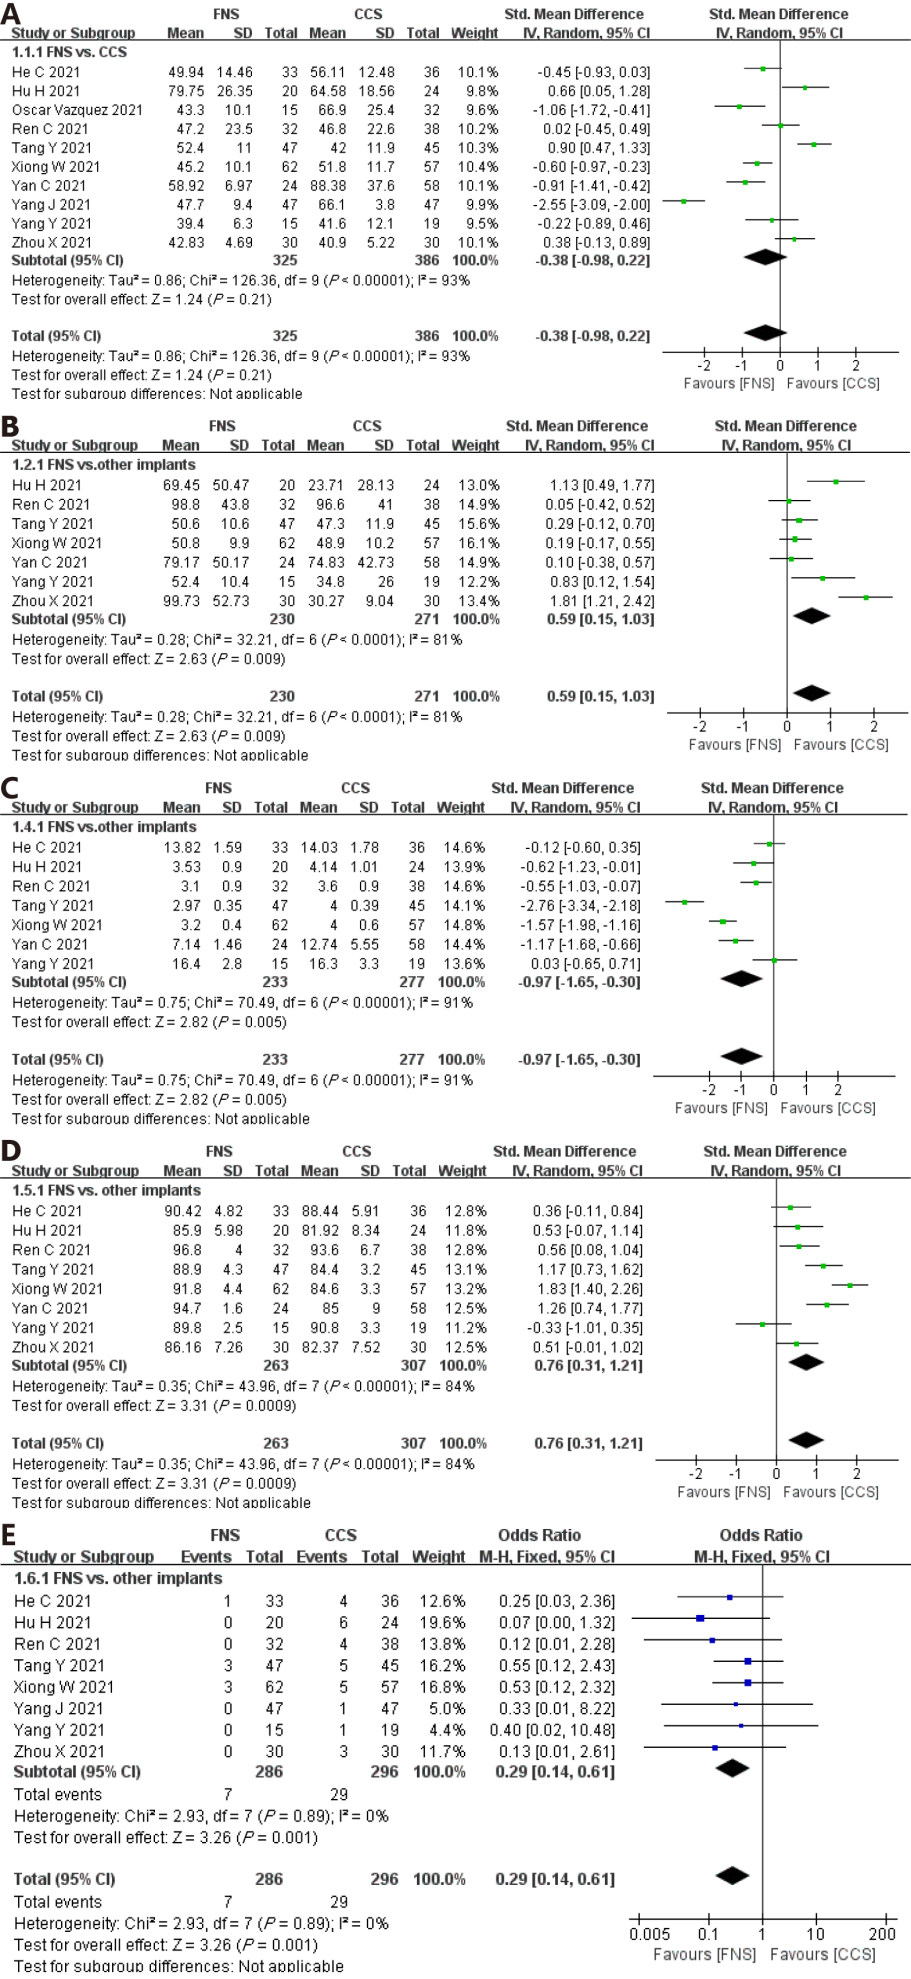 A
FNS CCS Std. Mean Difference Std. Mean Difference
Study or Subgroup Mean SD Total Mean SD Total Weight IV, Random, 95% CI IV, Random, 95% CI
1.1.1 FNS vs. CCS
He C 2021 49.94 14.46 33 56.11 12.48 36 10.1% -0.45 [-0.93, 0.03]
Hu H 2021 79.75 26.35 20 64.58 18.56 24 9.8% 0.66 [0.05, 1.28]
Oscar Vazquez 2021 43.3 10.1 15 66.9 25.4 32 9.6% -1.06 [-1.72, -0.41]
Ren C 2021 47.2 23.5 32 46.8 22.6 38 10.2% 0.02 [-0.45, 0.49]
Tang Y 2021 52.4 11 47 42 11.9 45 10.3% 0.90 [0.47, 1.33]
Xiong W 2021 45.2 10.1 62 51.8 11.7 57 10.4% -0.60 [-0.97, -0.23]
Yan C 2021 58.92 6.97 24 88.38 37.6 58 10.1% -0.91 [-1.41, -0.42]
Yang J 2021 47.7 9.4 47 66.1 3.8 47 9.9% -2.55 [-3.09, -2.00]
Yang Y 2021 39.4 6.3 15 41.6 12.1 19 9.5% -0.22 [-0.89, 0.46]
Zhou X 2021 42.83 4.69 30 40.9 5.22 30 10.1% 0.38 [-0.13, 0.89]
Subtotal (95% CI) 325 386 100.0% -0.38 [-0.98, 0.22]
Heterogeneity: Tau² = 0.86; Chi² = 126.36, df = 9 (P < 0.00001); I² = 93%
Test for overall effect: Z = 1.24 (P = 0.21)
Total (95% CI) 325 386 100.0% -0.38 [-0.98, 0.22]
Heterogeneity: Tau² = 0.86; Chi² = 126.36, df = 9 (P < 0.00001); I² = 93%
Test for overall effect: Z = 1.24 (P = 0.21)
Test for subgroup differences: Not applicable
-2 -1 0 1 2
Favours [FNS] Favours [CCS]
B
FNS CCS Std. Mean Difference Std. Mean Difference
Study or Subgroup Mean SD Total Mean SD Total Weight IV, Random, 95% CI IV, Random, 95% CI
1.2.1 FNS vs.other implants
Hu H 2021 69.45 50.47 20 23.71 28.13 24 13.0% 1.13 [0.49, 1.77]
Ren C 2021 98.8 43.8 32 96.6 41 38 14.9% 0.05 [-0.42, 0.52]
Tang Y 2021 50.6 10.6 47 47.3 11.9 45 15.6% 0.29 [-0.12, 0.70]
Xiong W 2021 50.8 9.9 62 48.9 10.2 57 16.1% 0.19 [-0.17, 0.55]
Yan C 2021 79.17 50.17 24 74.83 42.73 58 14.9% 0.10 [-0.38, 0.57]
Yang Y 2021 52.4 10.4 15 34.8 26 19 12.2% 0.83 [0.12, 1.54]
Zhou X 2021 99.73 52.73 30 30.27 9.04 30 13.4% 1.81 [1.21, 2.42]
Subtotal (95% CI) 230 271 100.0% 0.59 [0.15, 1.03]
Heterogeneity: Tau² = 0.28; Chi² = 32.21, df = 6 (P < 0.0001); I² = 81%
Test for overall effect: Z = 2.63 (P = 0.009)
Total (95% CI) 230 271 100.0% 0.59 [0.15, 1.03]
Heterogeneity: Tau² = 0.28; Chi² = 32.21, df = 6 (P < 0.0001); I² = 81%
Test for overall effect: Z = 2.63 (P = 0.009)
Test for subgroup differences: Not applicable
-2 -1 0 1 2
Favours [FNS] Favours [CCS]
C
FNS CCS Std. Mean Difference Std. Mean Difference
Study or Subgroup Mean SD Total Mean SD Total Weight IV, Random, 95% CI IV, Random, 95% CI
1.4.1 FNS vs.other implants
He C 2021 13.82 1.59 33 14.03 1.78 36 14.6% -0.12 [-0.60, 0.35]
Hu H 2021 3.53 0.9 20 4.14 1.01 24 13.9% -0.62 [-1.23, -0.01]
Ren C 2021 3.1 0.9 32 3.6 0.9 38 14.6% -0.55 [-1.03, -0.07]
Tang Y 2021 2.97 0.35 47 4 0.39 45 14.1% -2.76 [-3.34, -2.18]
Xiong W 2021 3.2 0.4 62 4 0.6 57 14.8% -1.57 [-1.98, -1.16]
Yan C 2021 7.14 1.46 24 12.74 5.55 58 14.4% -1.17 [-1.68, -0.66]
Yang Y 2021 16.4 2.8 15 16.3 3.3 19 13.6% 0.03 [-0.65, 0.71]
Subtotal (95% CI) 233 277 100.0% -0.97 [-1.65, -0.30]
Heterogeneity: Tau² = 0.75; Chi² = 70.49, df = 6 (P < 0.00001); I² = 91%
Test for overall effect: Z = 2.82 (P = 0.005)
Total (95% CI) 233 277 100.0% -0.97 [-1.65, -0.30]
Heterogeneity: Tau² = 0.75; Chi² = 70.49, df = 6 (P < 0.00001); I² = 91%
Test for overall effect: Z = 2.82 (P = 0.005)
Test for subgroup differences: Not applicable
-2 -1 0 1 2
Favours [FNS] Favours [CCS]
D
FNS CCS Std. Mean Difference Std. Mean Difference
Study or Subgroup Mean SD Total Mean SD Total Weight IV, Random, 95% CI IV, Random, 95% CI
1.5.1 FNS vs. other implants
He C 2021 90.42 4.82 33 88.44 5.91 36 12.8% 0.36 [-0.11, 0.84]
Hu H 2021 85.9 5.98 20 81.92 8.34 24 11.8% 0.53 [-0.07, 1.14]
Ren C 2021 96.8 4 32 93.6 6.7 38 12.8% 0.56 [0.08, 1.04]
Tang Y 2021 88.9 4.3 47 84.4 3.2 45 13.1% 1.17 [0.73, 1.62]
Xiong W 2021 91.8 4.4 62 84.6 3.3 57 13.2% 1.83 [1.40, 2.26]
Yan C 2021 94.7 1.6 24 85 9 58 12.5% 1.26 [0.74, 1.77]
Yang Y 2021 89.8 2.5 15 90.8 3.3 19 11.2% -0.33 [-1.01, 0.35]
Zhou X 2021 86.16 7.26 30 82.37 7.52 30 12.5% 0.51 [-0.01, 1.02]
Subtotal (95% CI) 263 307 100.0% 0.76 [0.31, 1.21]
Heterogeneity: Tau² = 0.35; Chi² = 43.96, df = 7 (P < 0.00001); I² = 84%
Test for overall effect: Z = 3.31 (P = 0.0009)
Total (95% CI) 263 307 100.0% 0.76 [0.31, 1.21]
Heterogeneity: Tau² = 0.35; Chi² = 43.96, df = 7 (P < 0.00001); I² = 84%
Test for overall effect: Z = 3.31 (P = 0.0009)
Test for subgroup differences: Not applicable
-2 -1 0 1 2
Favours [FNS] Favours [CCS]
E
FNS CCS Odds Ratio Odds Ratio
Study or Subgroup Events Total Events Total Weight M-H, Fixed, 95% CI M-H, Fixed, 95% CI
1.6.1 FNS vs. other implants
He C 2021 1 33 4 36 12.6% 0.25 [0.03, 2.36]
Hu H 2021 0 20 6 24 19.6% 0.07 [0.00, 1.32]
Ren C 2021 0 32 4 38 13.8% 0.12 [0.01, 2.28]
Tang Y 2021 3 47 5 45 16.2% 0.55 [0.12, 2.43]
Xiong W 2021 3 62 5 57 16.8% 0.53 [0.12, 2.32]
Yang J 2021 0 47 1 47 5.0% 0.33 [0.01, 8.22]
Yang Y 2021 0 15 1 19 4.4% 0.40 [0.02, 10.48]
Zhou X 2021 0 30 3 30 11.7% 0.13 [0.01, 2.61]
Subtotal (95% CI) 286 296 100.0% 0.29 [0.14, 0.61]
Total events 7 29
Heterogeneity: Chi² = 2.93, df = 7 (P = 0.89); I² = 0%
Test for overall effect: Z = 3.26 (P = 0.001)
Total (95% CI) 286 296 100.0% 0.29 [0.14, 0.61]
Total events 7 29
Heterogeneity: Chi² = 2.93, df = 7 (P = 0.89); I² = 0%
Test for overall effect: Z = 3.26 (P = 0.001)
Test for subgroup differences: Not applicable
0.005 0.1 1 10 200
Favours [FNS] Favours [CCS]